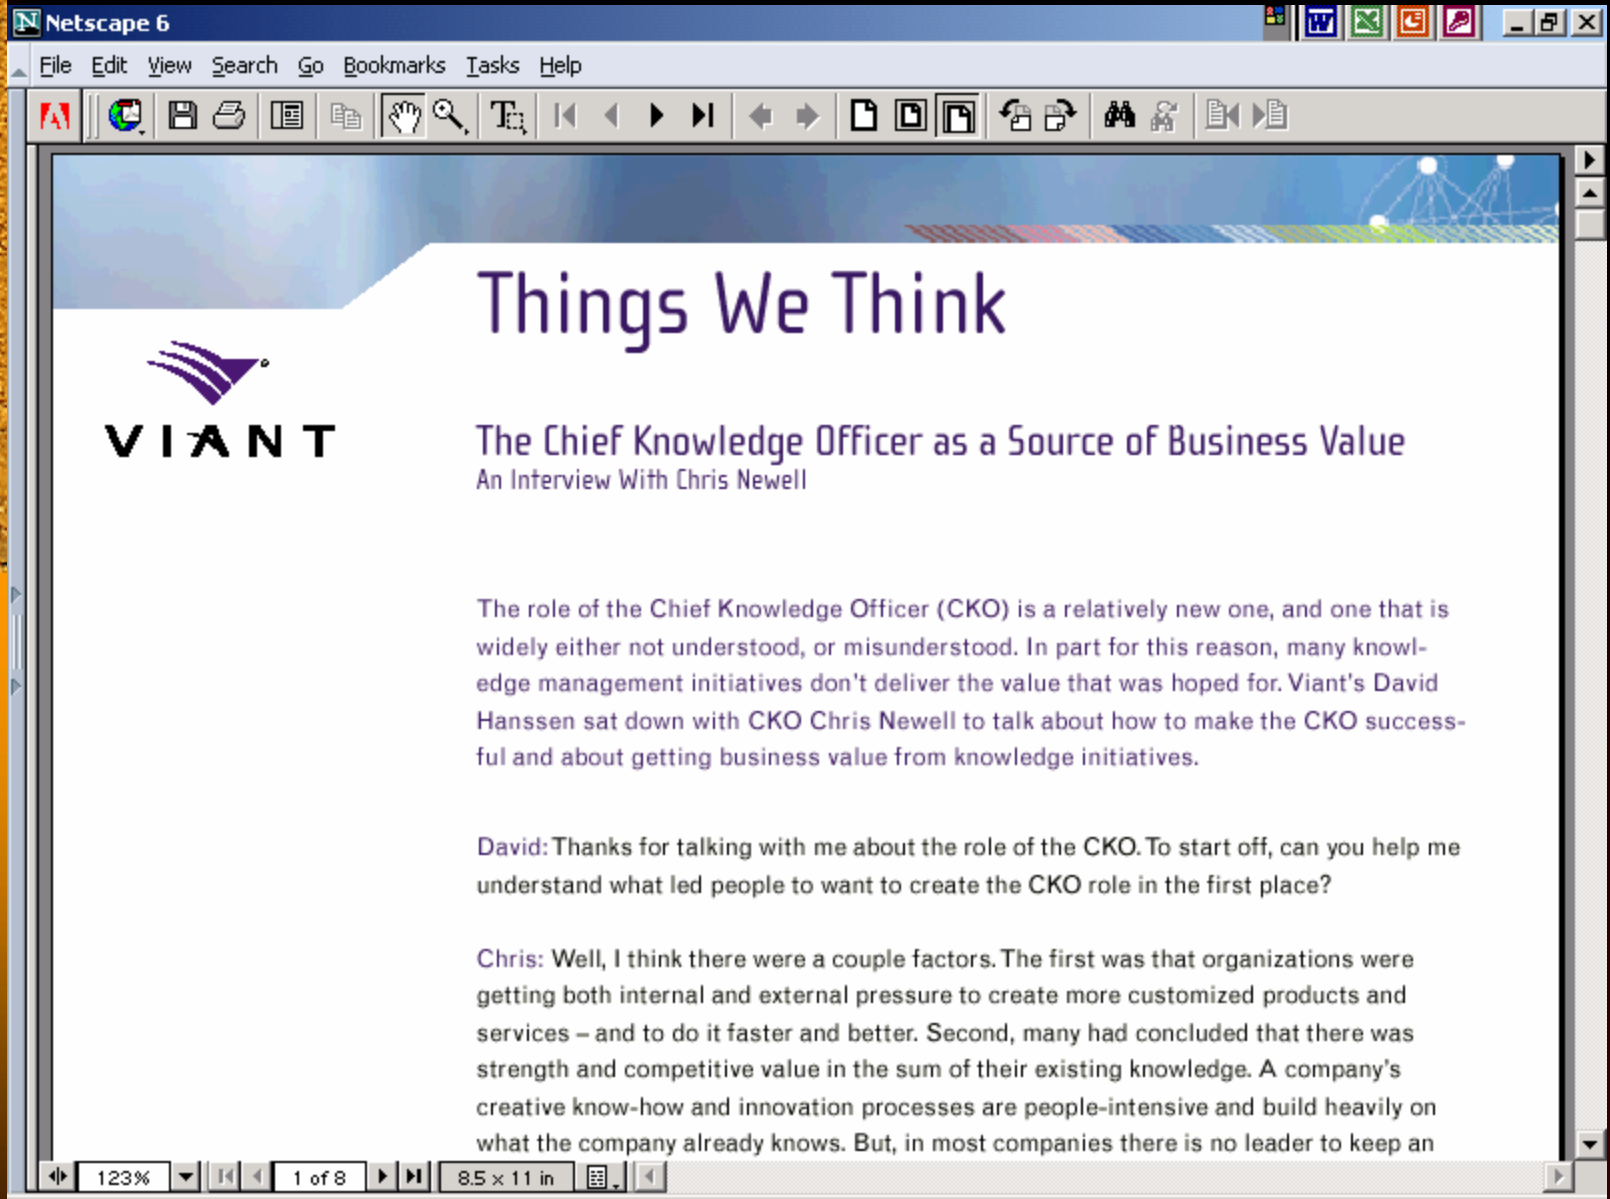 Netscape 6
File Edit View Search Go Bookmarks Tasks Help
Things We Think
VIANT
The Chief Knowledge Officer as a Source of Business Value
An Interview With Chris Newell
The role of the Chief Knowledge Officer (CKO) is a relatively new one, and one that is
widely either not understood, or misunderstood. In part for this reason, many knowl-
edge management initiatives don't deliver the value that was hoped for. Viant's David
Hanssen sat down with CKO Chris Newell to talk about how to make the CKO success-
ful and about getting business value from knowledge initiatives.
David: Thanks for talking with me about the role of the CKO. To start off, can you help me
understand what led people to want to create the CKO role in the first place?
Chris: Well, I think there were a couple factors. The first was that organizations were
getting both internal and external pressure to create more customized products and
services – and to do it faster and better. Second, many had concluded that there was
strength and competitive value in the sum of their existing knowledge. A company's
creative know-how and innovation processes are people-intensive and build heavily on
what the company already knows. But, in most companies there is no leader to keep an
123% 1 of 8 8.5 x 11 in